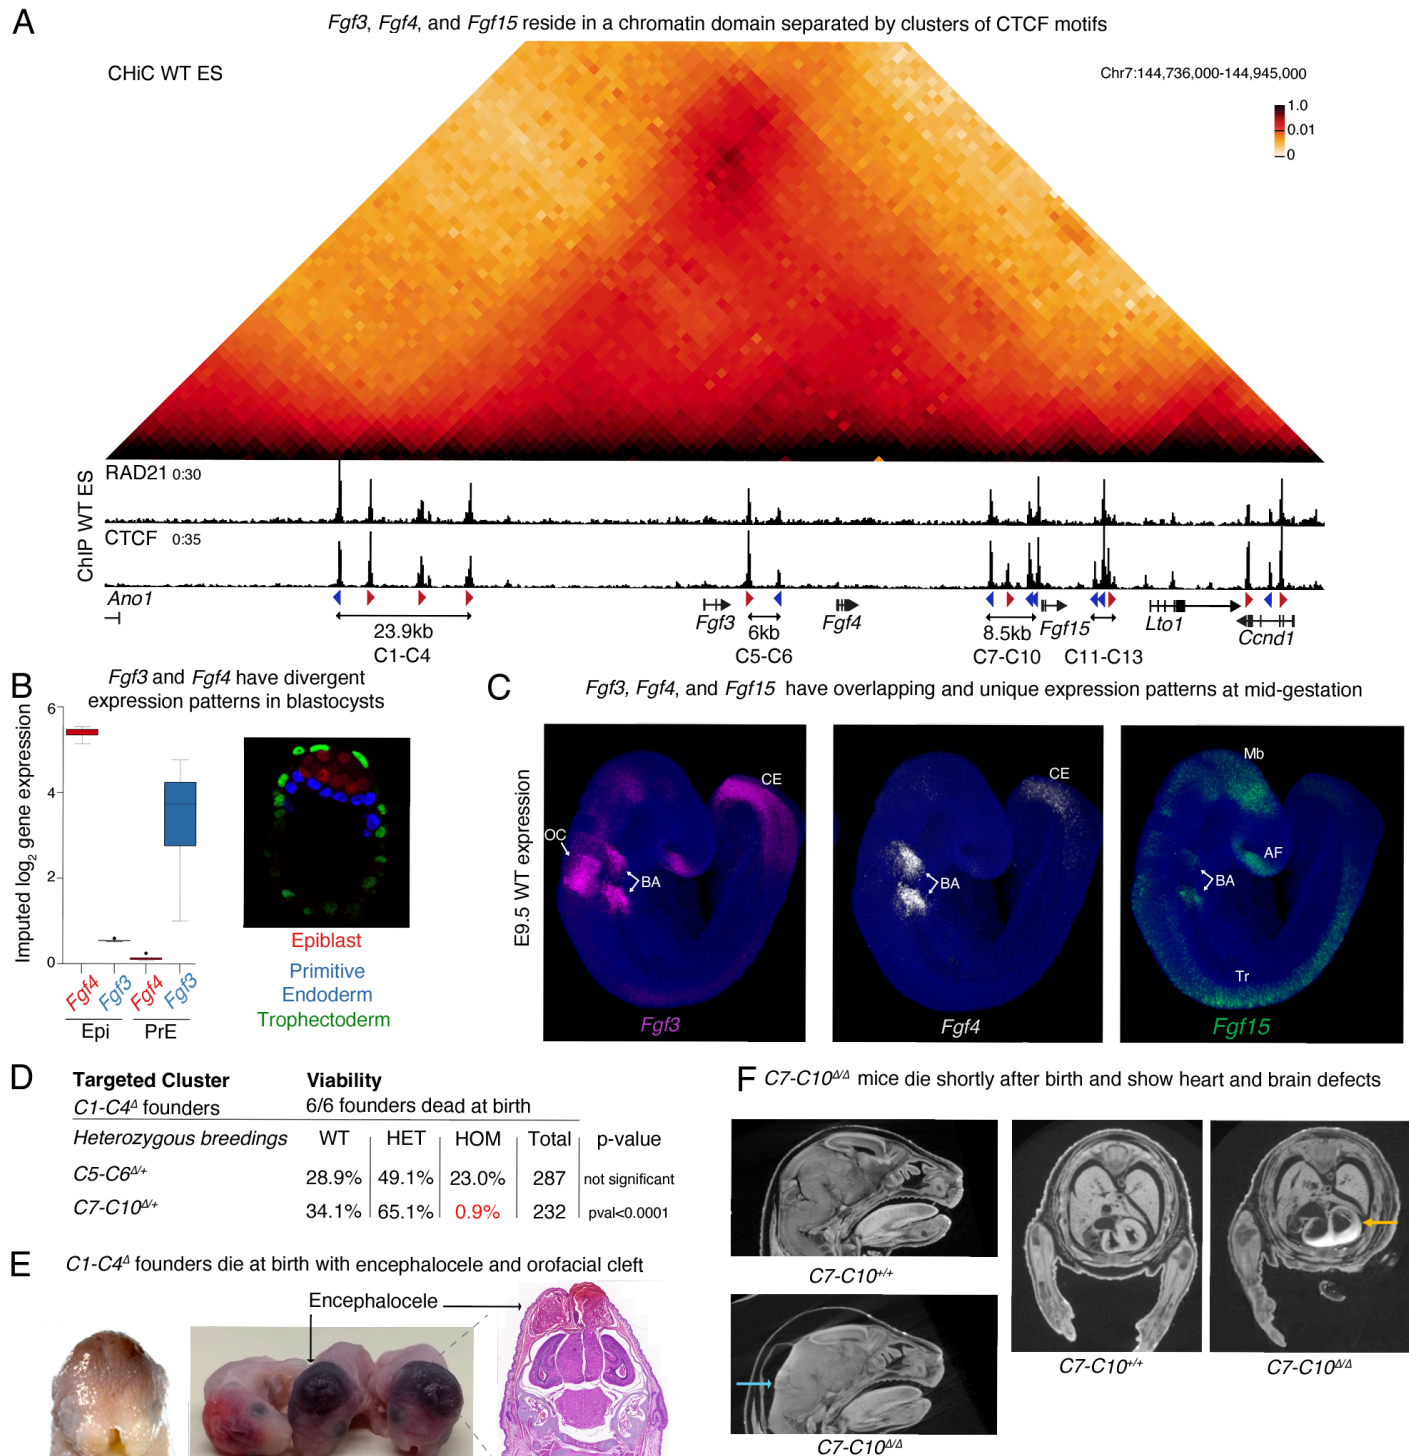 A
Fgf3, Fgf4, and Fgf15 reside in a chromatin domain separated by clusters of CTCF motifs
CHiC WT ES
Chr7:144,736,000-144,945,000
1.0
0.01
0
ChIP WT ES
RAD21 0:30
CTCF 0:35
Ano1
Fgf3
Fgf4
Fgf15
Lto1
Ccnd1
23.9kb
6kb
8.5kb
C1-C4
C5-C6
C7-C10
C11-C13
B
Fgf3 and Fgf4 have divergent
expression patterns in blastocysts
Imputed log2 gene expression
6
4
2
0
Fgf4
Fgf3
Fgf4
Fgf3
Epi
PrE
Epiblast
Primitive
Endoderm
Trophectoderm
C
Fgf3, Fgf4, and Fgf15 have overlapping and unique expression patterns at mid-gestation
E9.5 WT expression
CE
OC
BA
Fgf3
CE
BA
Fgf4
Mb
AF
BA
Tr
Fgf15
D
Targeted Cluster Viability
C1-C4Δ founders 6/6 founders dead at birth
Heterozygous breedings WT HET HOM Total p-value
C5-C6Δ/+ 28.9% 49.1% 23.0% 287 not significant
C7-C10Δ/+ 34.1% 65.1% 0.9% 232 pval<0.0001
E
C1-C4Δ founders die at birth with encephalocele and orofacial cleft
Encephalocele
F
C7-C10Δ/Δ mice die shortly after birth and show heart and brain defects
C7-C10+/+
C7-C10Δ/Δ
C7-C10+/+
C7-C10Δ/Δ